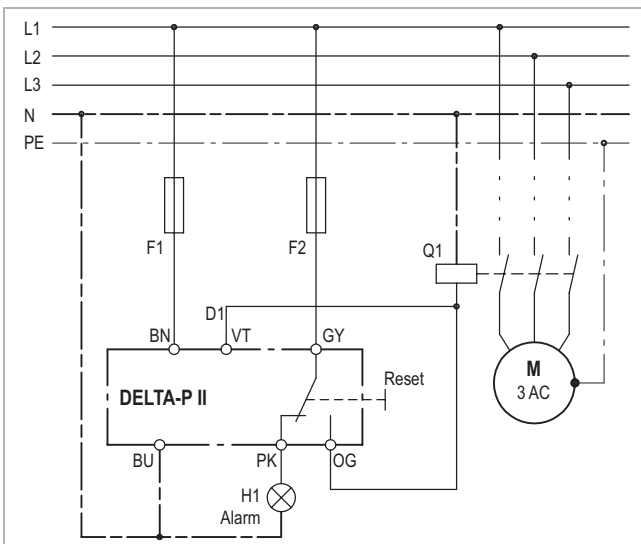 L1
L2
L3
N
PE
F1
F2
Q1
D1
BN
VT
GY
DELTA-P II
Reset
M
3 AC
BU
PK
OG
H1
Alarm